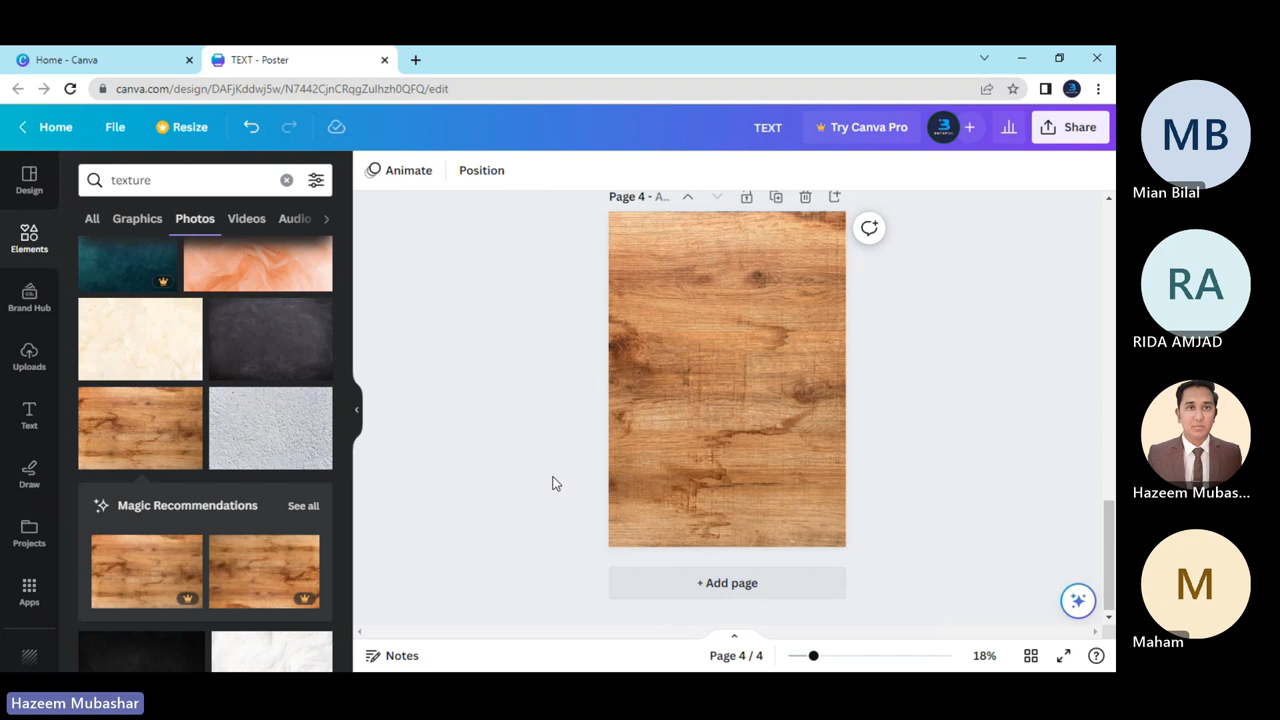 Home - Canva
TEXT - Poster
canva.com/design/DAFjKddwj5w/N7442CjnCRqgZuIhzh0QFQ/edit
Home
File
Resize
TEXT
Try Canva Pro
Share
Design
Elements
Brand Hub
Uploads
Text
Draw
Projects
Apps
texture
All
Graphics
Photos
Videos
Audio
Magic Recommendations
See all
Animate
Position
Page 4 - A...
+ Add page
Notes
Page 4 / 4
18%
MB
Mian Bilal
RA
RIDA AMJAD
Hazeem Mubas...
M
Maham
Hazeem Mubashar